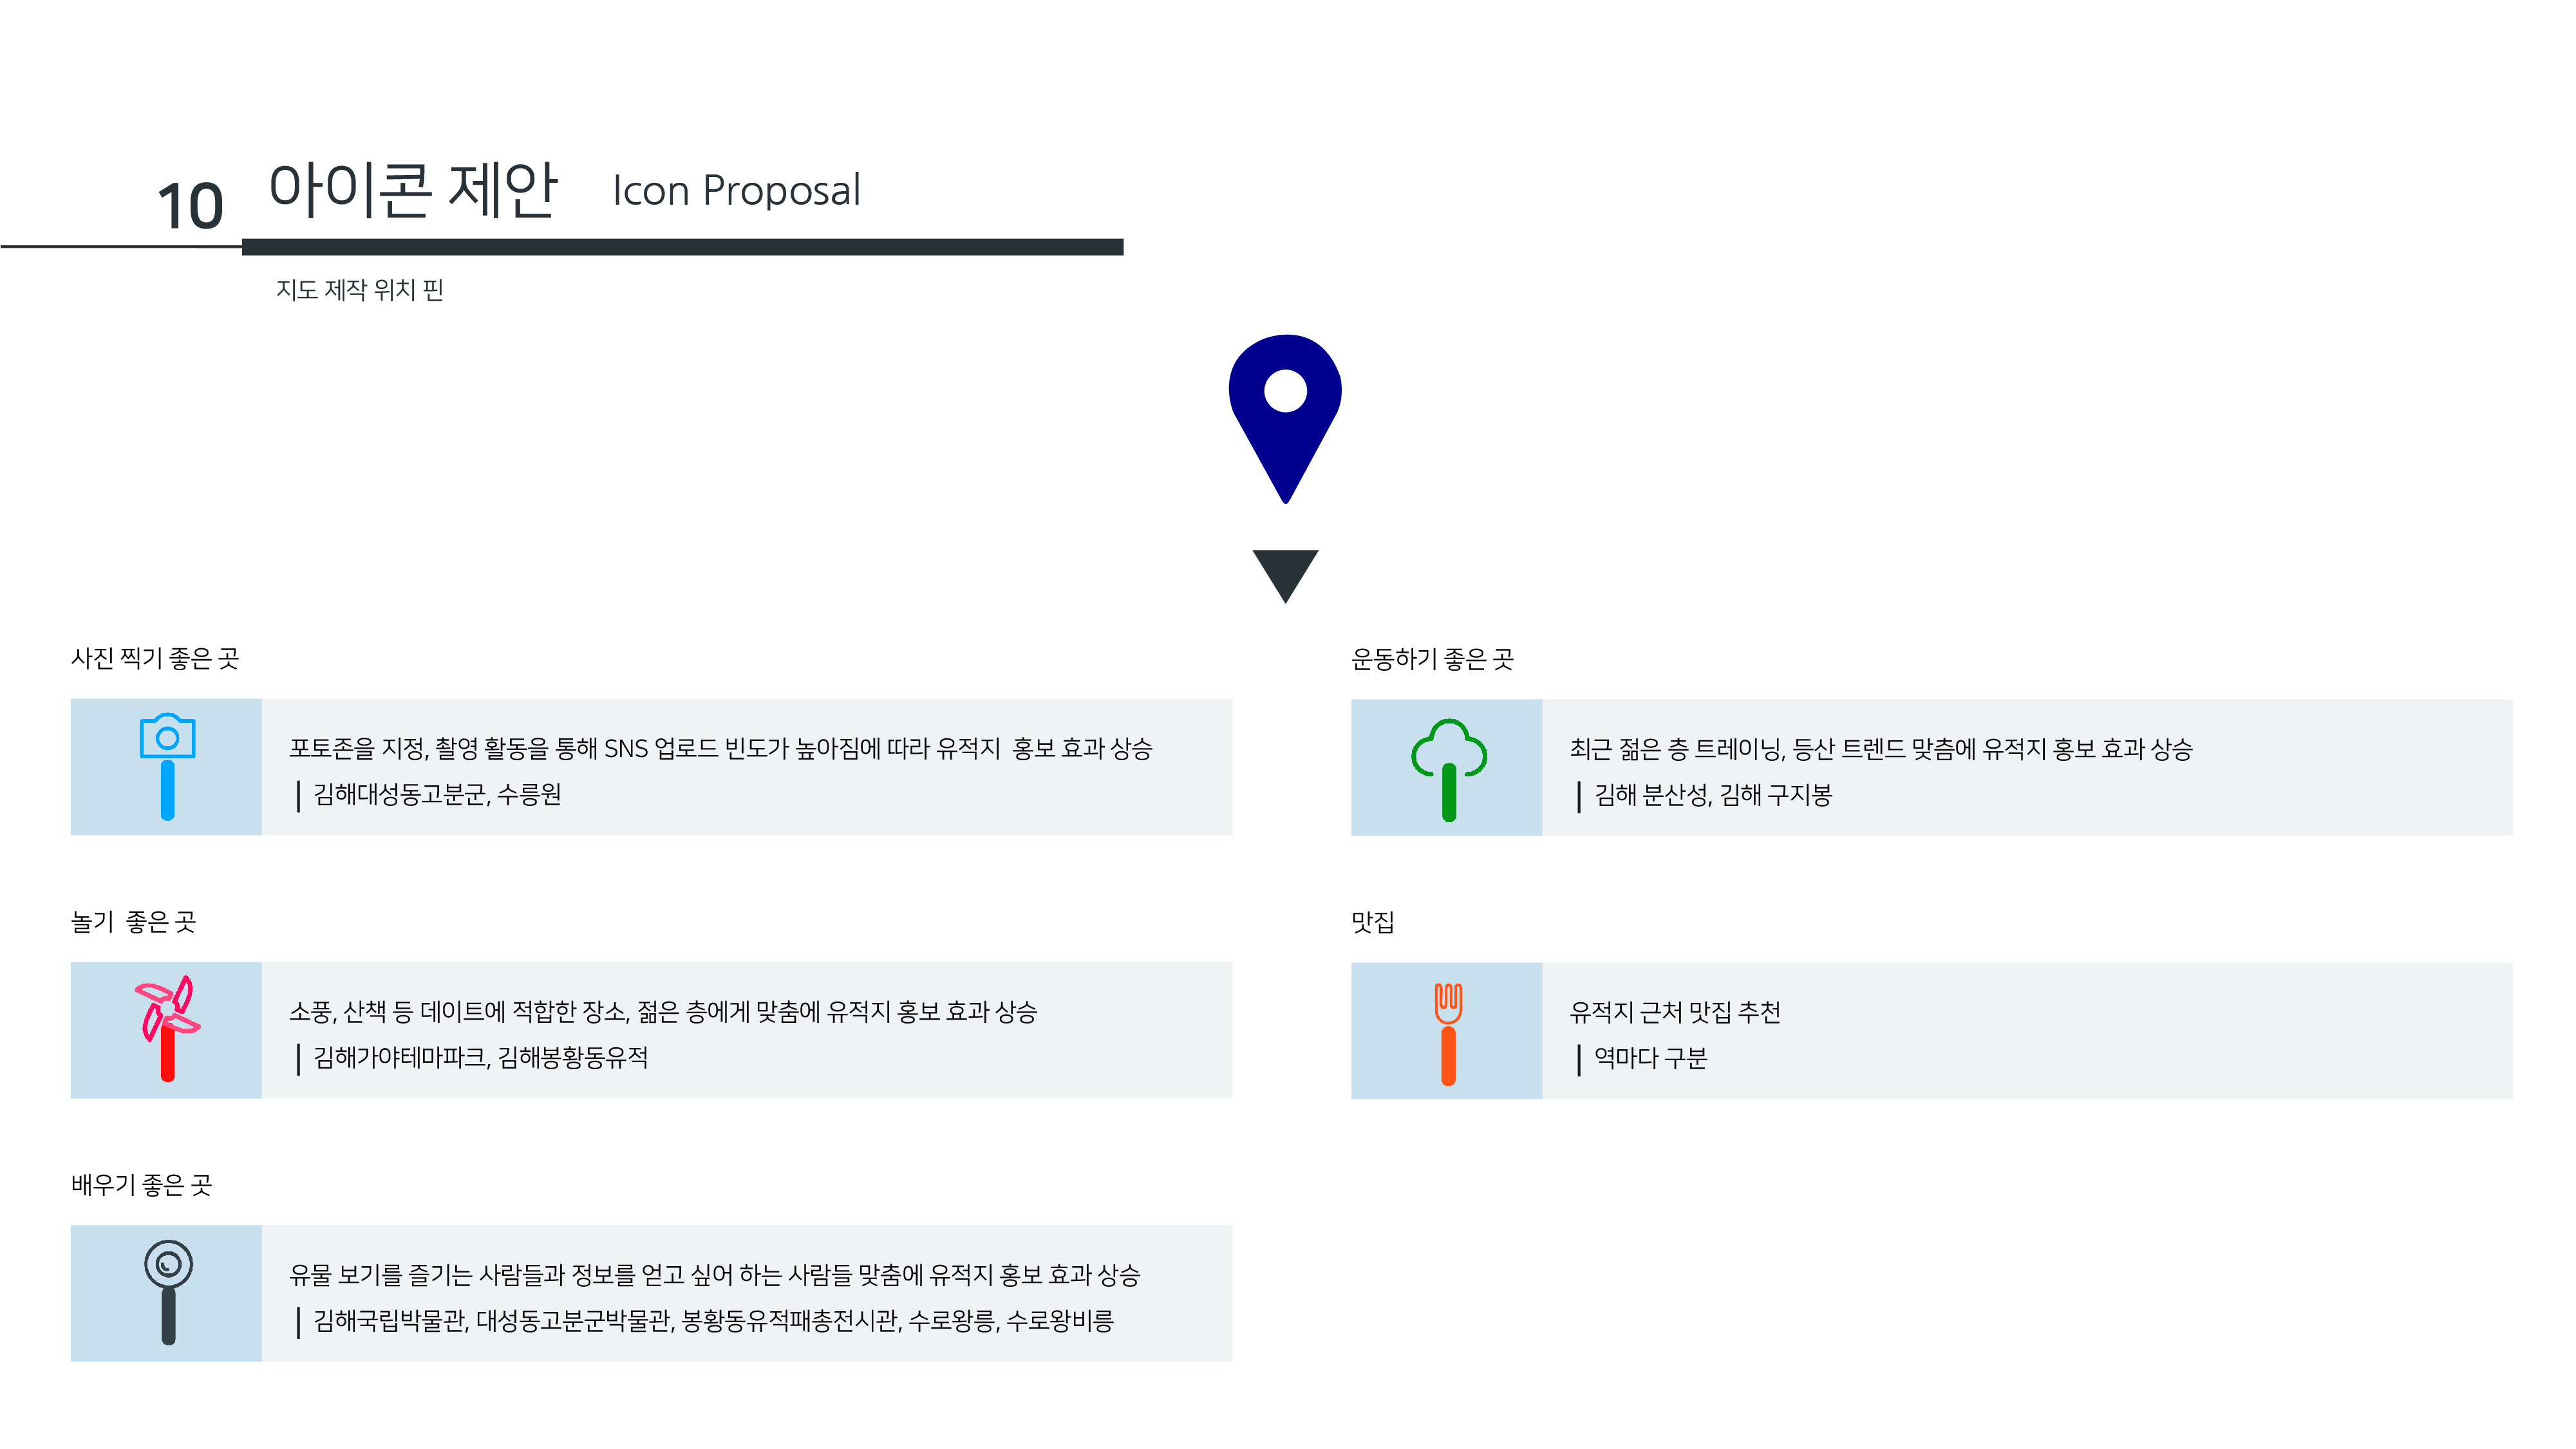 10 아이콘 제안 Icon Proposal
지도 제작 위치 핀
사진 찍기 좋은 곳
포토존을 지정, 촬영 활동을 통해 SNS 업로드 빈도가 높아짐에 따라 유적지 홍보 효과 상승
김해대성동고분군, 수릉원
놀기 좋은 곳
소풍, 산책 등 데이트에 적합한 장소, 젊은 층에게 맞춤에 유적지 홍보 효과 상승
김해가야테마파크, 김해봉황동유적
배우기 좋은 곳
유물 보기를 즐기는 사람들과 정보를 얻고 싶어 하는 사람들 맞춤에 유적지 홍보 효과 상승
김해국립박물관, 대성동고분군박물관, 봉황동유적패총전시관, 수로왕릉, 수로왕비릉
운동하기 좋은 곳
최근 젊은 층 트레이닝, 등산 트렌드 맞츰에 유적지 홍보 효과 상승
김해 분산성, 김해 구지봉
맛집
유적지 근처 맛집 추천
역마다 구분